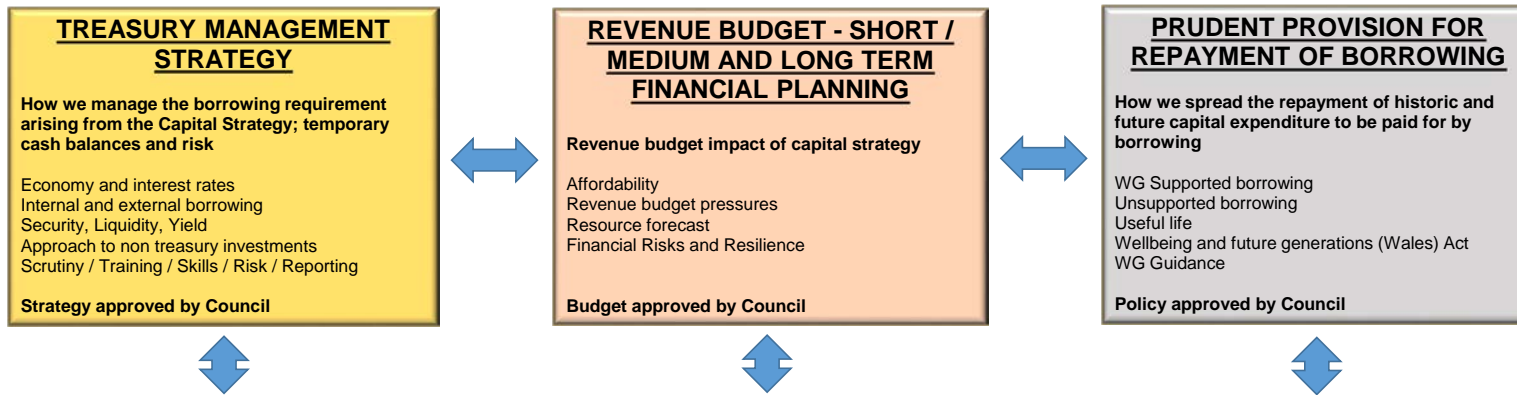 TREASURY MANAGEMENT
STRATEGY
How we manage the borrowing requirement
arising from the Capital Strategy; temporary
cash balances and risk
Economy and interest rates
Internal and external borrowing
Security, Liquidity, Yield
Approach to non treasury investments
Scrutiny / Training / Skills / Risk / Reporting
Strategy approved by Council
REVENUE BUDGET - SHORT /
MEDIUM AND LONG TERM
FINANCIAL PLANNING
Revenue budget impact of capital strategy
Affordability
Revenue budget pressures
Resource forecast
Financial Risks and Resilience
Budget approved by Council
PRUDENT PROVISION FOR
REPAYMENT OF BORROWING
How we spread the repayment of historic and
future capital expenditure to be paid for by
borrowing
WG Supported borrowing
Unsupported borrowing
Useful life
Wellbeing and future generations (Wales) Act
WG Guidance
Policy approved by Council